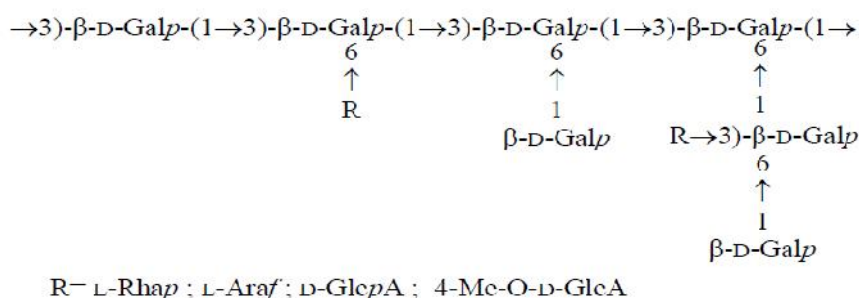 →3)-β-D-Galp-(1→3)-β-D-Galp-(1→3)-β-D-Galp-(1→3)-β-D-Galp-(1→
6 6 6
↑ ↑ ↑
R 1 1
β-D-Galp R→3)-β-D-Galp
6
↑
1
β-D-Galp
R= L-Rhap ; L-Araf ; D-GlcpA ; 4-Me-O-D-GlcA